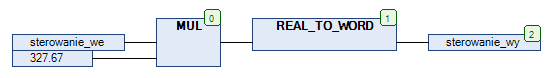 0
MUL
1
REAL_TO_WORD
2
sterowanie_we
327.67
sterowanie_wy